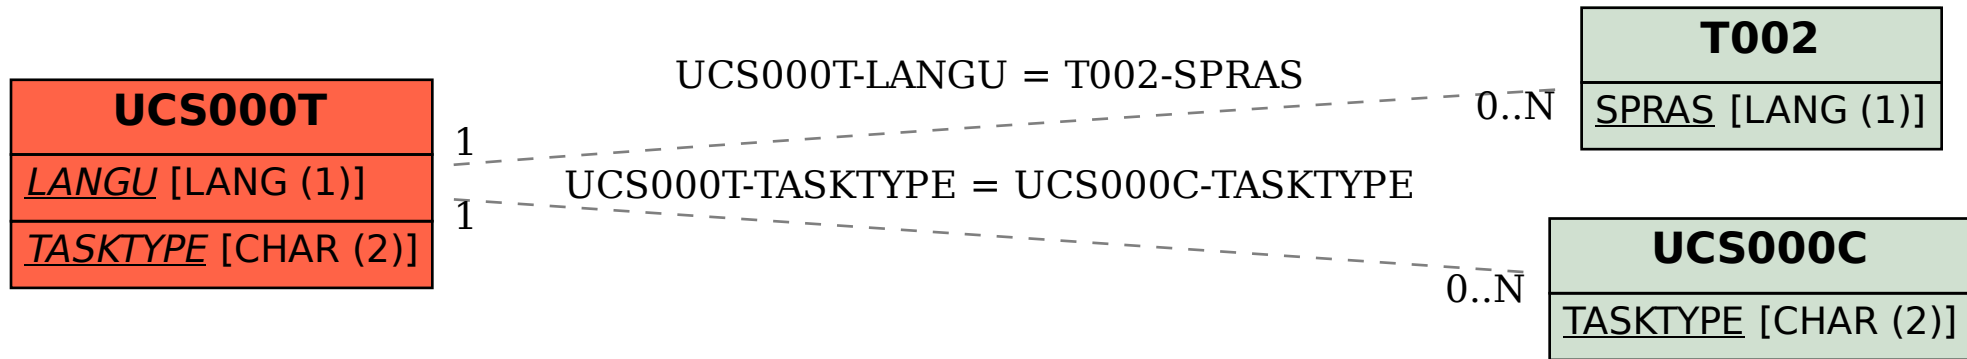 UCS000T
LANGU [LANG (1)]
TASKTYPE [CHAR (2)]
UCS000T-LANGU = T002-SPRAS
1
0..N
UCS000T-TASKTYPE = UCS000C-TASKTYPE
1
0..N
T002
SPRAS [LANG (1)]
UCS000C
TASKTYPE [CHAR (2)]